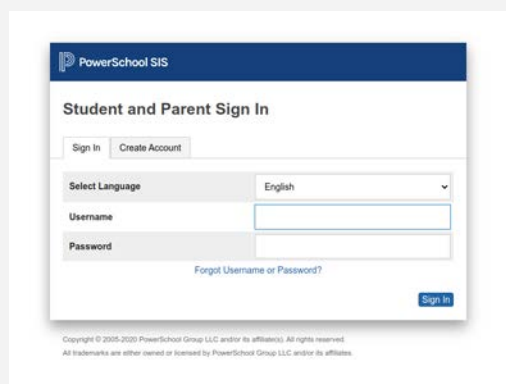 PowerSchool SIS
Student and Parent Sign In
Sign In Create Account
Select Language English
Username
Password
Forgot Username or Password?
Sign In
Copyright © 2005-2020 PowerSchool Group LLC and/or its affiliate(s). All rights reserved.
All trademarks are either owned or licensed by PowerSchool Group LLC and/or its affiliates.